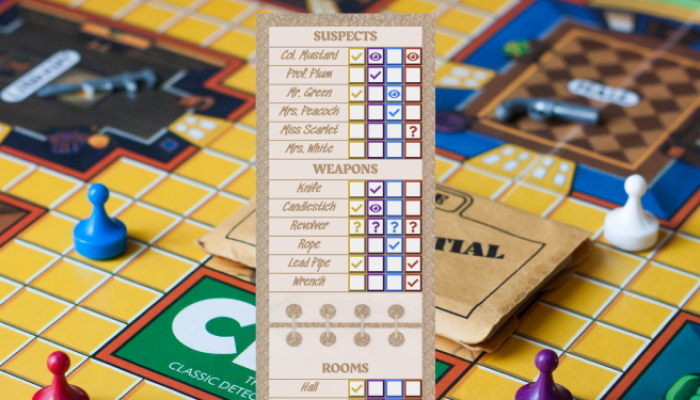 SUSPECTS
Col. Mustard
Prof. Plum
Mr. Green
Mrs. Peacock
Miss Scarlet ?
Mrs. White
WEAPONS
Knife
Candlestick
Revolver ? ? ? ?
Rope
Lead Pipe
Wrench
TIAL
CL
TH
CLASSIC DETEC
ROOMS
Hall